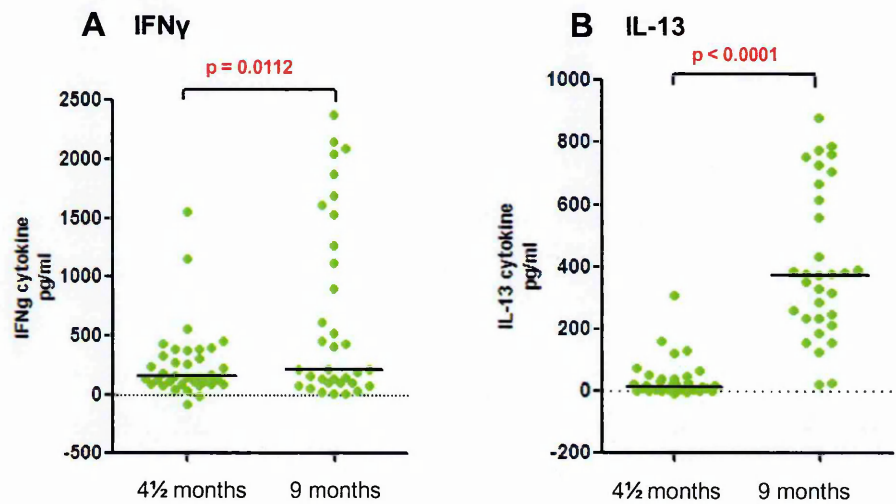 A IFNγ
p = 0.0112
IFNg cytokine
pg/ml
2500
2000
1500
1000
500
0
-500
4½ months 9 months
B IL-13
p < 0.0001
IL-13 cytokine
pg/ml
1000
800
600
400
200
0
-200
4½ months 9 months